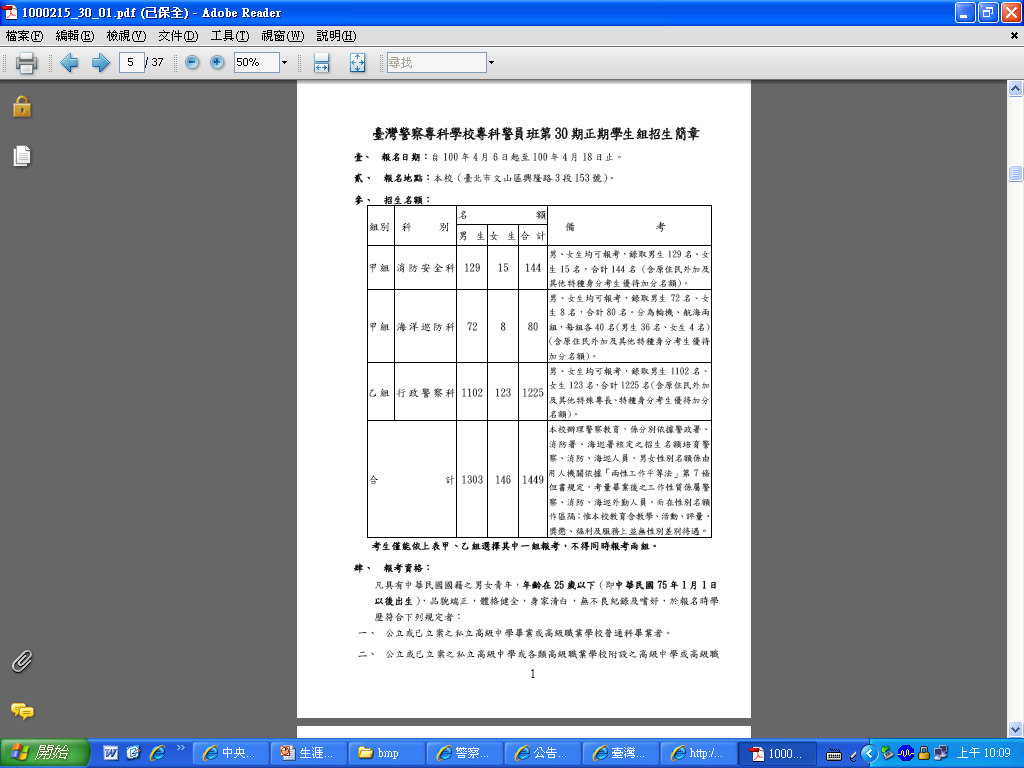 1000215_30_01.pdf (已保全) - Adobe Reader
檔案(F) 編輯(E) 檢視(V) 文件(D) 工具(T) 視窗(W) 說明(H)
5 / 37 50% 尋找
臺灣警察專科學校專科警員班第30期正期學生組招生簡章
壹、 報名日期：自100年4月6日起至100年4月18日止。
貳、 報名地點：本校（臺北市文山區興隆路3段153號）。
參、 招生名額：
組別 科 別 名 額 備 考
男 生 女 生 合 計
甲組 消防安全科 129 15 144
男、女生均可報考，錄取男生129名、女
生15名，合計144名（含原住民外加及
其他特種身分考生優待加分名額）。
甲組 海洋巡防科 72 8 80
男、女生均可報考，錄取男生72名、女
生8名，合計80名。分為輪機、航海兩
組，每組各40名(男生36名、女生4名)
(含原住民外加及其他特種身分考生優待
加分名額)。
乙組 行政警察科 1102 123 1225
男、女生均可報考，錄取男生1102名、
女生123名，合計1225名(含原住民外加
及其他特殊專長、特種身分考生優待加分
名額)。
合 計 1303 146 1449
本校辦理警察教育，係分別依據警政署、
消防署、海巡署核定之招生名額培育警
察、消防、海巡人員，男女性別名額係由
用人機關依據「兩性工作平等法」第7條
但書規定，考量畢業後之工作性質係屬警
察、消防、海巡外勤人員，而在性別名額
作區隔；惟本校教育含教學、活動、評量、
獎懲、福利及服務上並無性別差別待遇。
考生僅能依上表甲、乙組選擇其中一組報考，不得同時報考兩組。
肆、 報考資格：
凡具有中華民國國籍之男女青年，年齡在25歲以下（即中華民國75年1月1日
以後出生），品貌端正，體格健全，身家清白，無不良紀錄及嗜好，於報名時學
歷符合下列規定者：
一、 公立或已立案之私立高級中學畢業或高級職業學校普通科畢業者。
二、 公立或已立案之私立高級中學或各類高級職業學校附設之高級中學或高級職
1
開始 中央... 生涯... bmp 警察... 公告... 臺灣... http:/... 1000... 上午 10:09